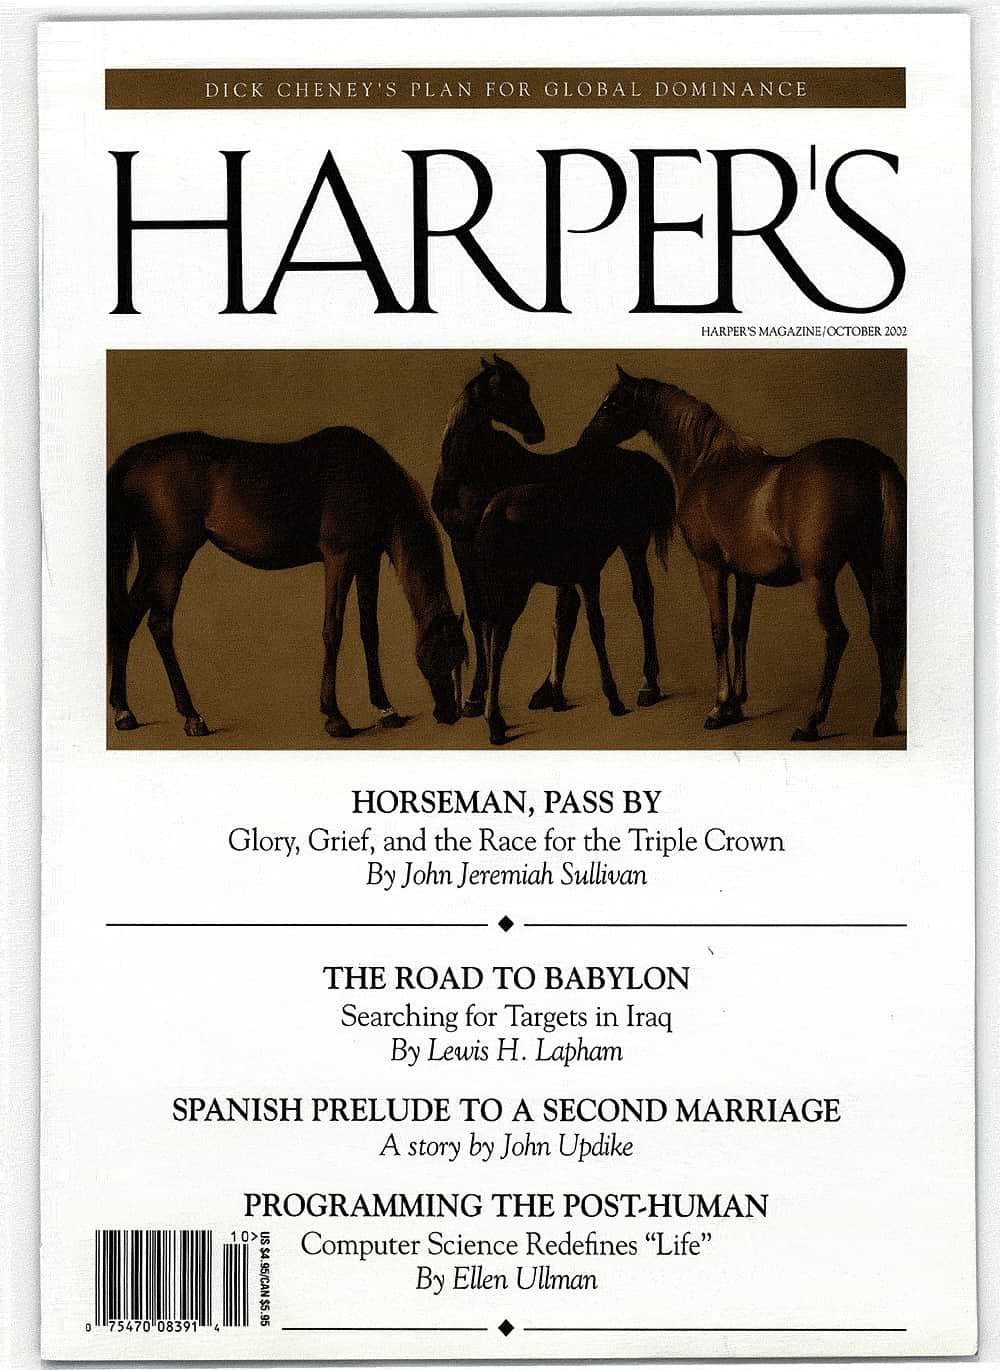 DICK CHENEY'S PLAN FOR GLOBAL DOMINANCE
HARPER'S
HARPER'S MAGAZINE/OCTOBER 2002
HORSEMAN, PASS BY
Glory, Grief, and the Race for the Triple Crown
By John Jeremiah Sullivan
THE ROAD TO BABYLON
Searching for Targets in Iraq
By Lewis H. Lapham
SPANISH PRELUDE TO A SECOND MARRIAGE
A story by John Updike
PROGRAMMING THE POST-HUMAN
Computer Science Redefines “Life”
By Ellen Ullman
10>
US $4.95/CAN $5.95
0 75470 08391 4